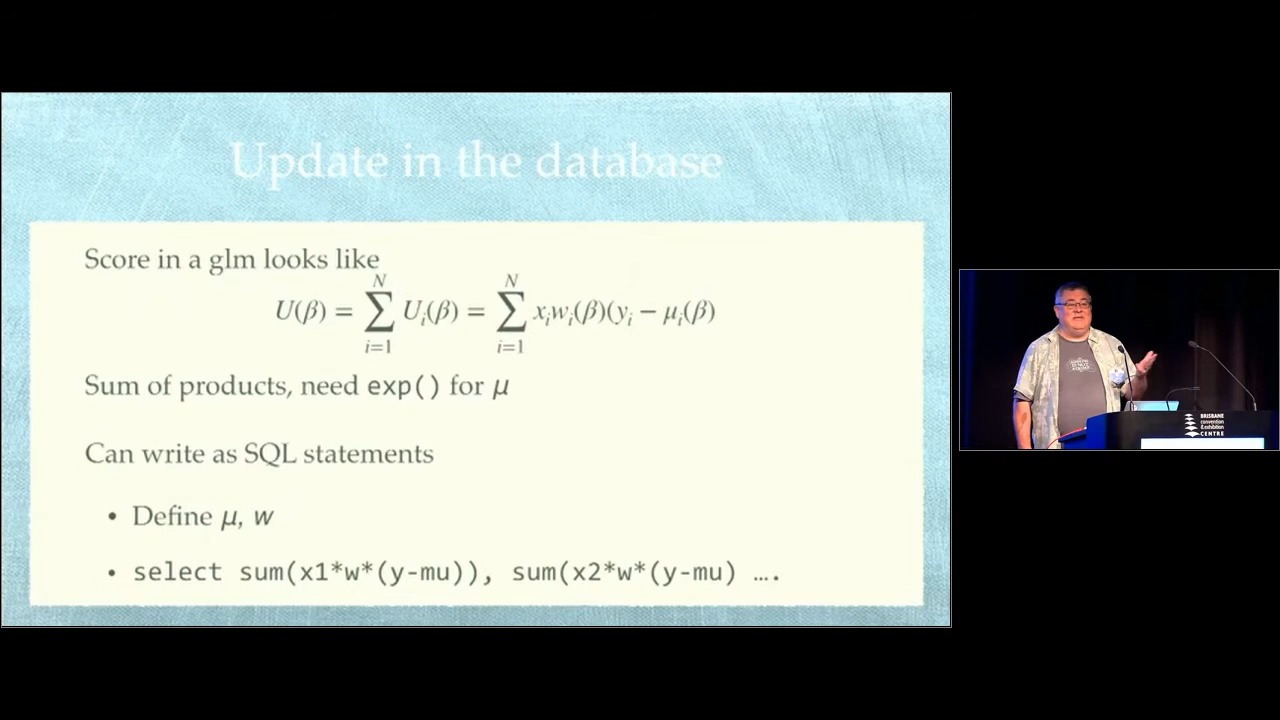 Update in the database
Score in a glm looks like
U(β) = ∑_{i=1}^{N} U_i(β) = ∑_{i=1}^{N} x_i w_i(β)(y_i − μ_i(β)
Sum of products, need exp() for μ
Can write as SQL statements
• Define μ, w
• select sum(x1*w*(y-mu)), sum(x2*w*(y-mu) ….
BRISBANE
convention
& exhibition
CENTRE